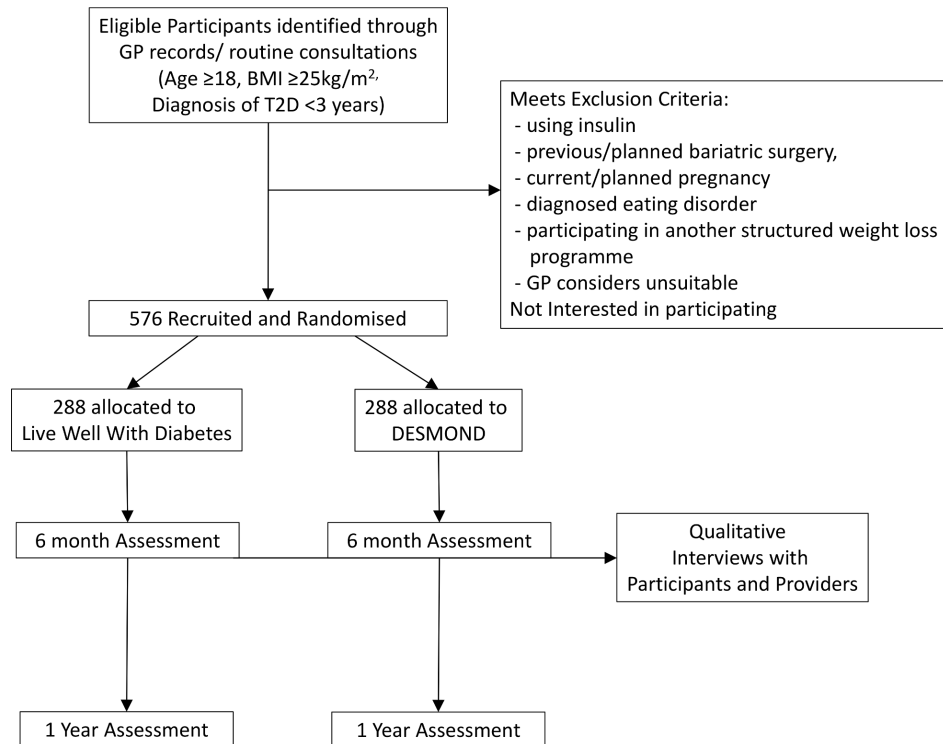 Eligible Participants identified through
GP records/ routine consultations
(Age ≥18, BMI ≥25kg/m2,
Diagnosis of T2D <3 years)
Meets Exclusion Criteria:
- using insulin
- previous/planned bariatric surgery,
- current/planned pregnancy
- diagnosed eating disorder
- participating in another structured weight loss
programme
- GP considers unsuitable
Not Interested in participating
576 Recruited and Randomised
288 allocated to
Live Well With Diabetes
288 allocated to
DESMOND
6 month Assessment
6 month Assessment
Qualitative
Interviews with
Participants and Providers
1 Year Assessment
1 Year Assessment